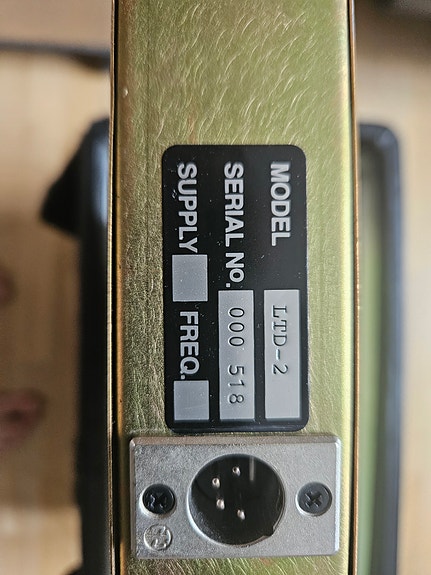 MODEL LTD-2
SERIAL No. 000 518
SUPPLY FREQ.